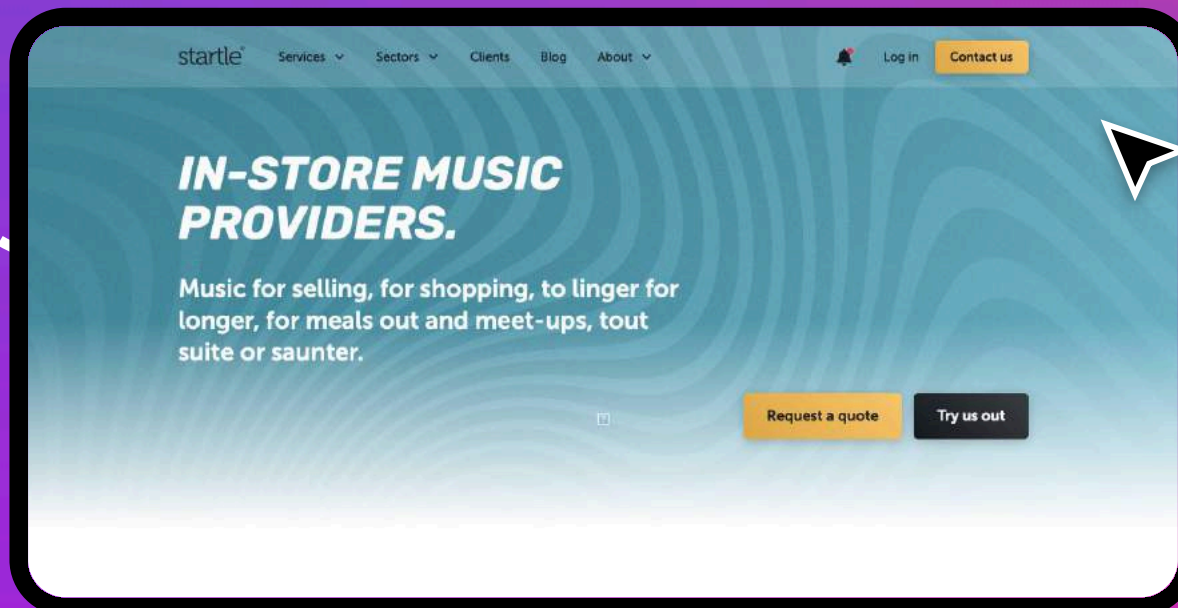 startle
Services Sectors Clients Blog About Log in Contact us
IN-STORE MUSIC
PROVIDERS.
Music for selling, for shopping, to linger for
longer, for meals out and meet-ups, tout
suite or saunter.
Request a quote Try us out